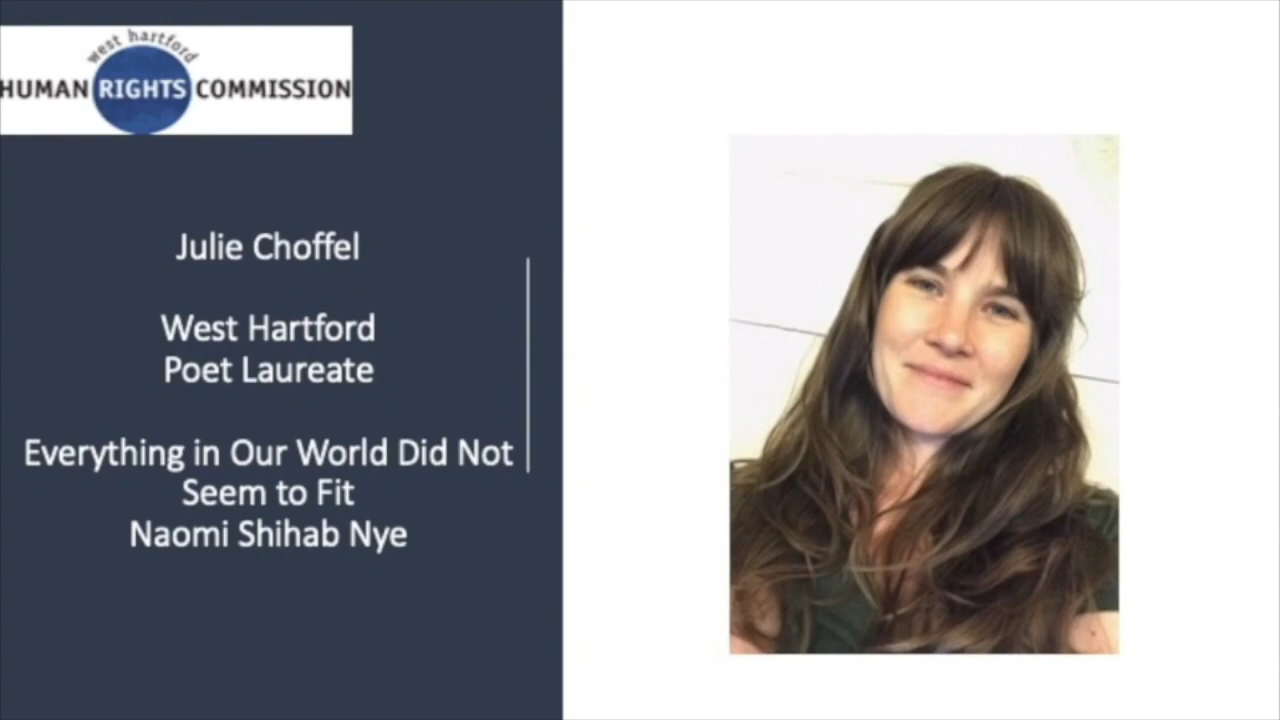 west hartford
HUMAN RIGHTS COMMISSION
Julie Choffel
West Hartford
Poet Laureate
Everything in Our World Did Not
Seem to Fit
Naomi Shihab Nye